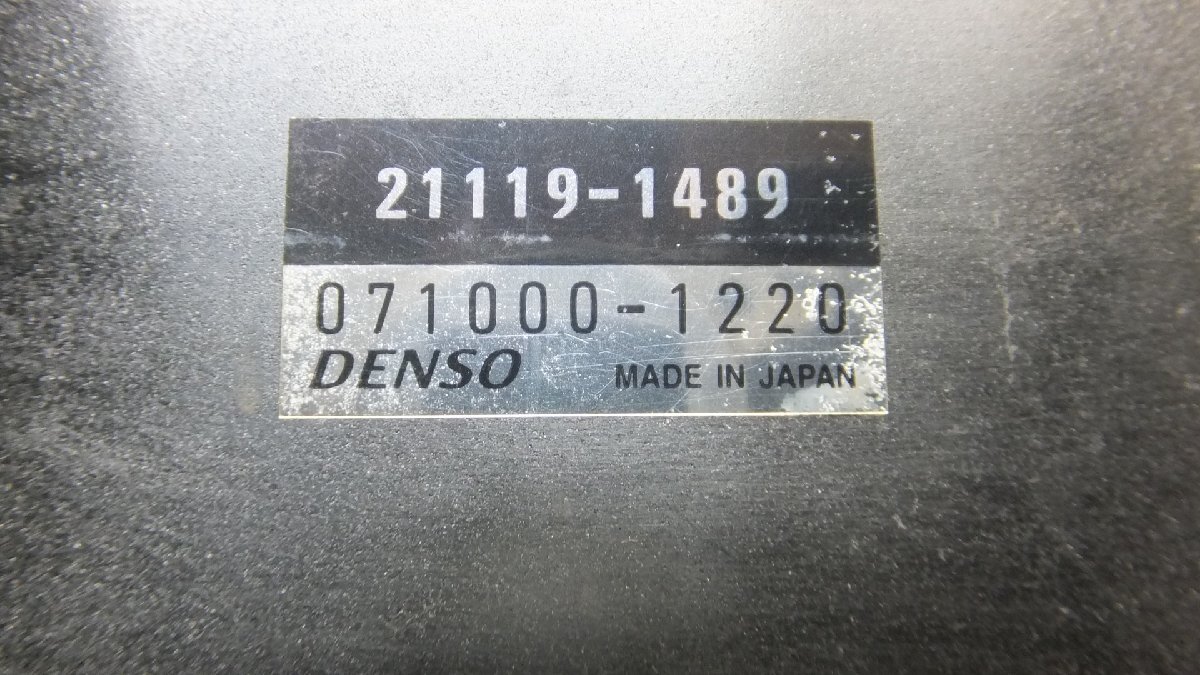 21119-1489
071000-1220
DENSO MADE IN JAPAN